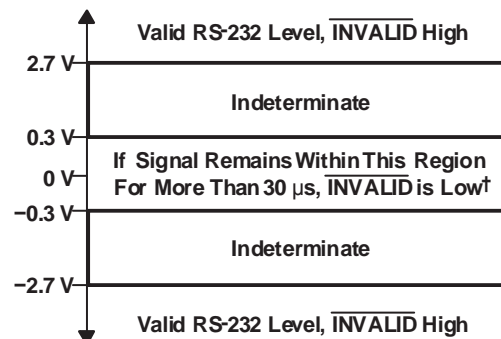 Valid RS-232 Level, INVALID High
2.7 V
Indeterminate
0.3 V
If Signal Remains Within This Region
0 V
For More Than 30 µs, INVALID is Low†
−0.3 V
Indeterminate
−2.7 V
Valid RS-232 Level, INVALID High